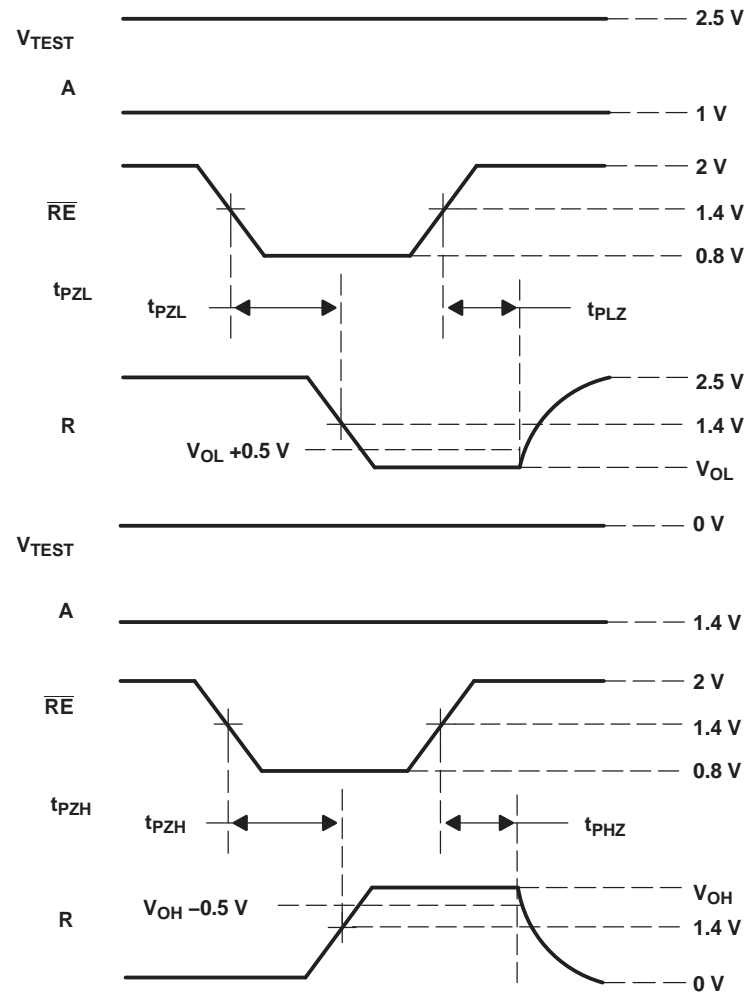 2.5 V
VTEST
A
1 V
2 V
RE
1.4 V
0.8 V
tPZL
tPZL
tPLZ
2.5 V
R
1.4 V
VOL +0.5 V
VOL
0 V
VTEST
A
1.4 V
2 V
RE
1.4 V
0.8 V
tPZH
tPZH
tPHZ
VOH
VOH –0.5 V
R
1.4 V
0 V